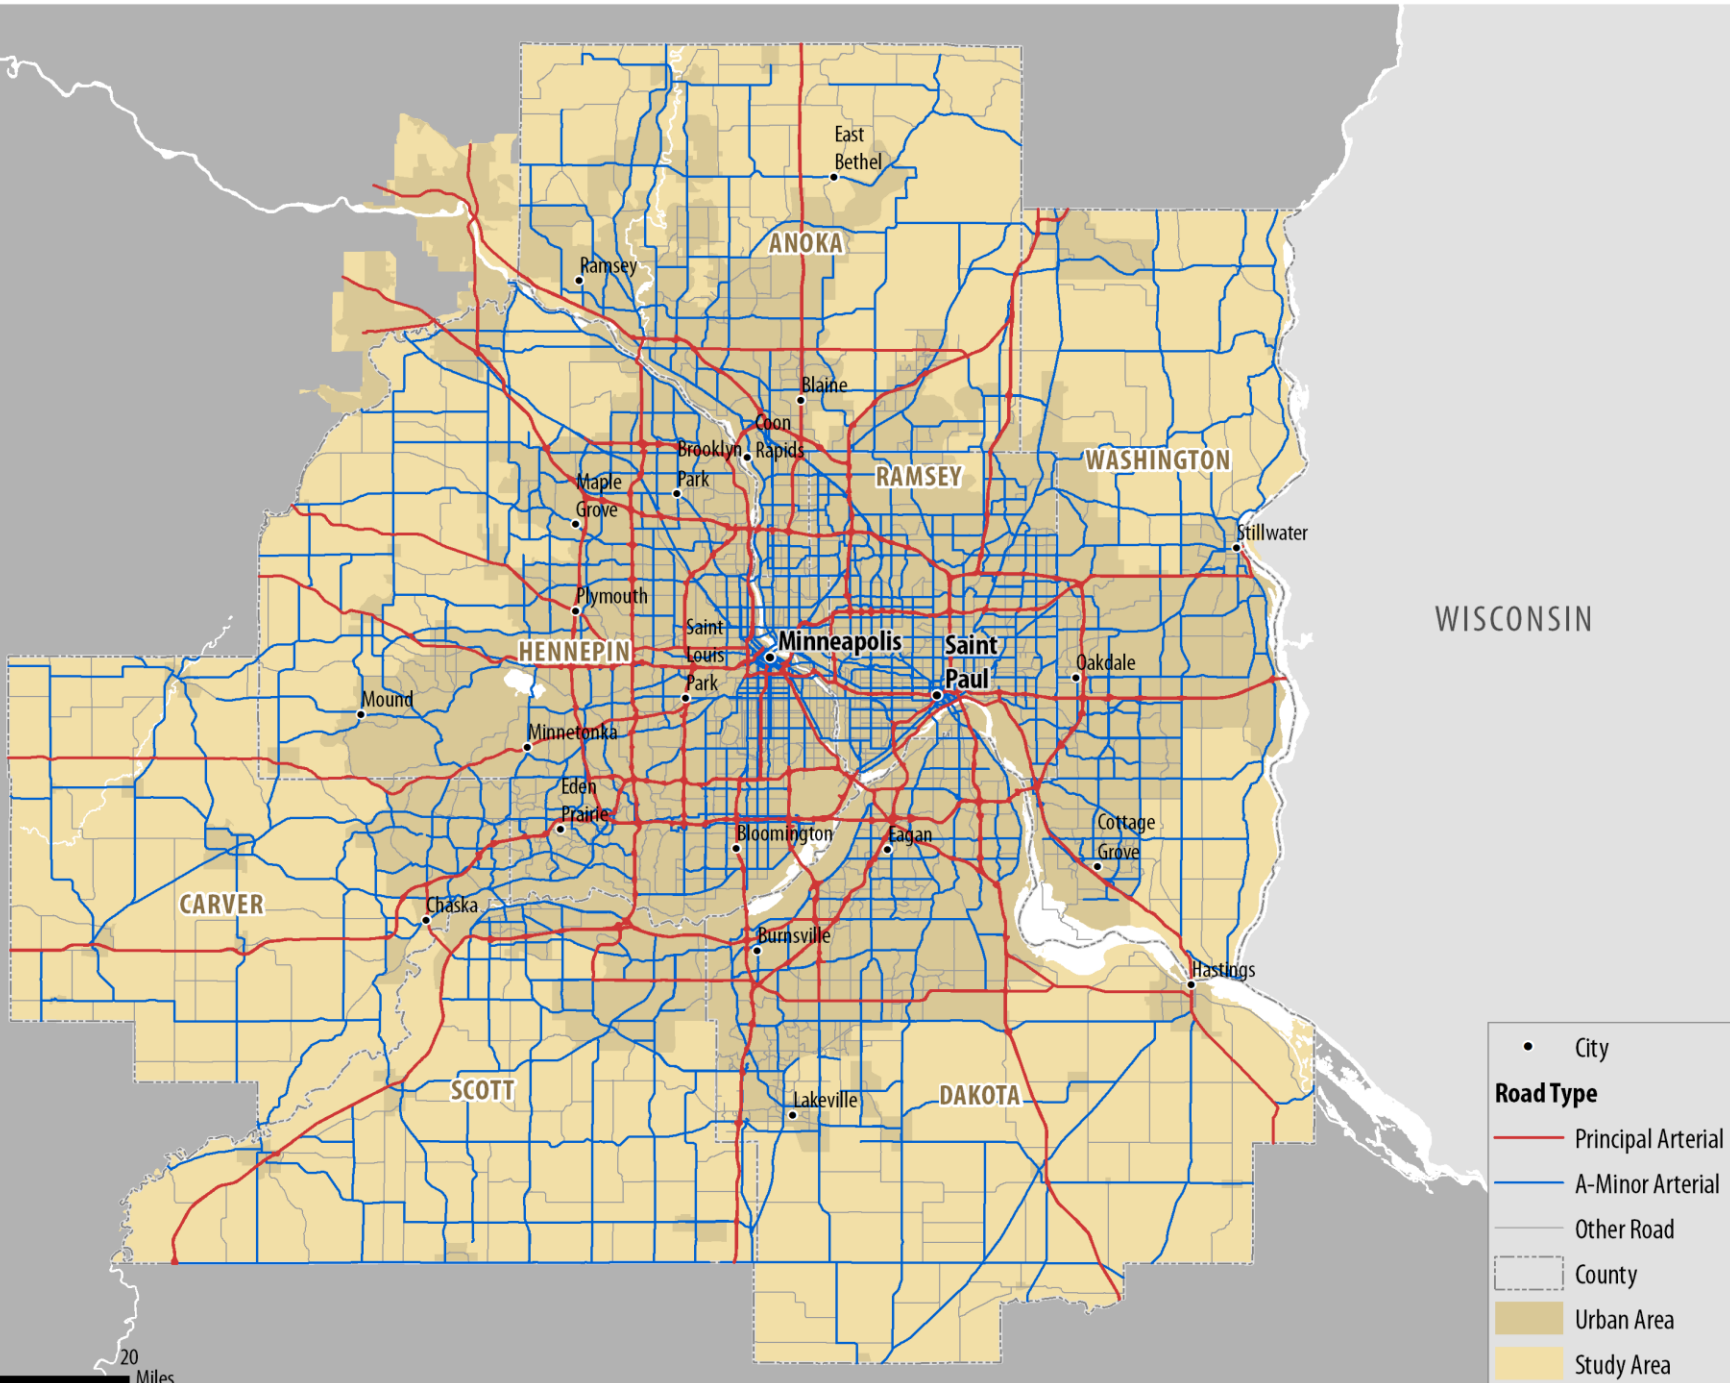 East
Bethel
ANOKA
Ramsey
Blaine
Coon
Rapids
Brooklyn
Park
RAMSEY
WASHINGTON
Maple
Grove
Stillwater
Plymouth
WISCONSIN
Saint
Louis
Park
Minneapolis
Saint
Paul
HENNEPIN
Oakdale
Mound
Minnetonka
Eden
Prairie
Bloomington
Eagan
Cottage
Grove
CARVER
Chaska
Burnsville
Hastings
SCOTT
Lakeville
DAKOTA
City
Road Type
Principal Arterial
A-Minor Arterial
Other Road
County
Urban Area
Study Area
20
Miles